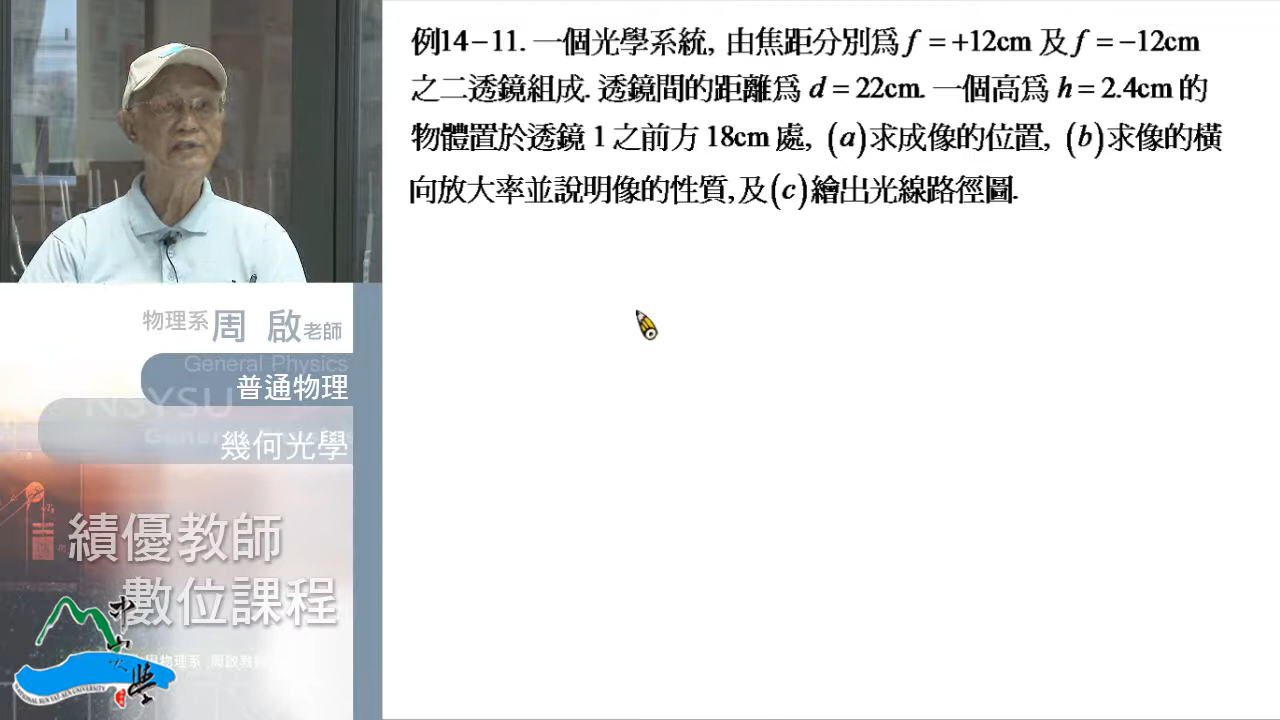 例14-11. 一個光學系統, 由焦距分別為 f = +12cm 及 f = -12cm
之二透鏡組成. 透鏡間的距離為 d = 22cm. 一個高為 h = 2.4cm 的
物體置於透鏡 1 之前方 18cm 處, (a)求成像的位置, (b)求像的橫
向放大率並說明像的性質, 及(c)繪出光線路徑圖.
物理系 周 啟 老師
General Physics
普通物理
NSYSU
幾何光學
績優教師
數位課程